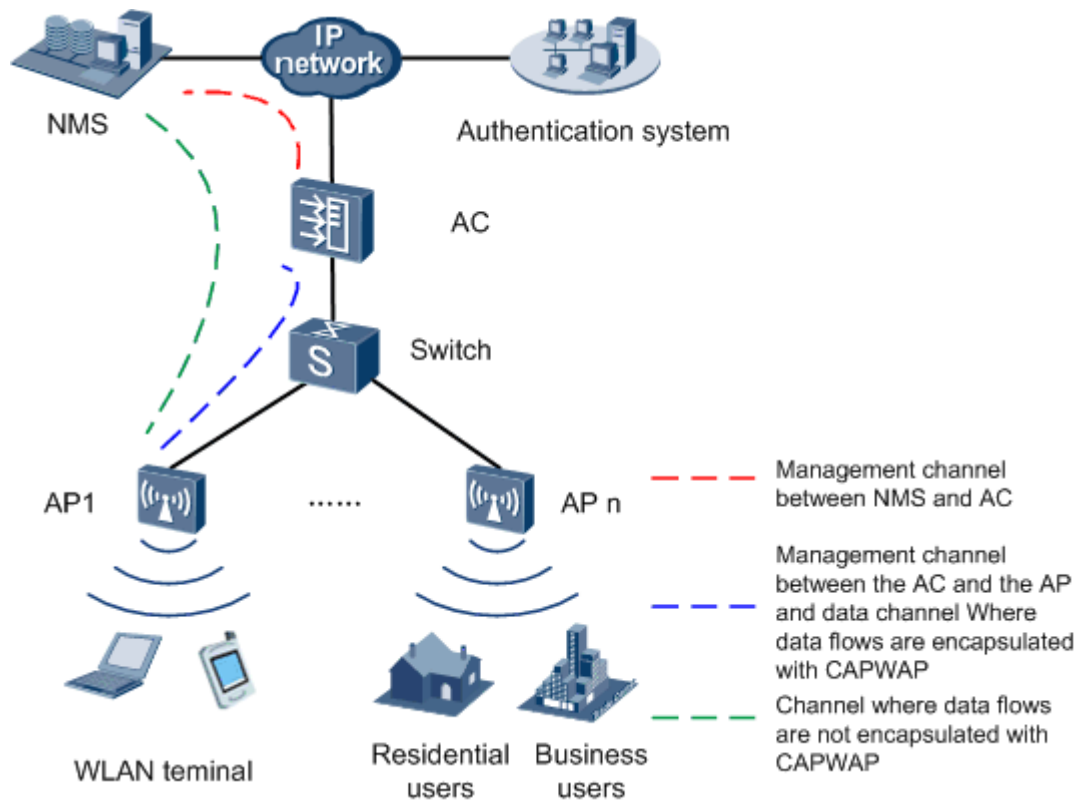 IP
network
NMS
Authentication system
AC
Switch
S
AP1
......
AP n
Management channel
between NMS and AC
Management channel
between the AC and the AP
and data channel Where
data flows are encapsulated
with CAPWAP
Channel where data flows
are not encapsulated with
CAPWAP
WLAN teminal
Residential
users
Business
users